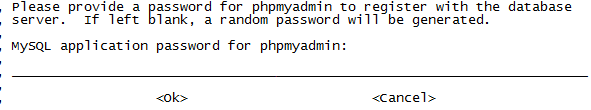 Please provide a password for phpmyadmin to register with the database
server.  If left blank, a random password will be generated.
MySQL application password for phpmyadmin:
<Ok> <Cancel>